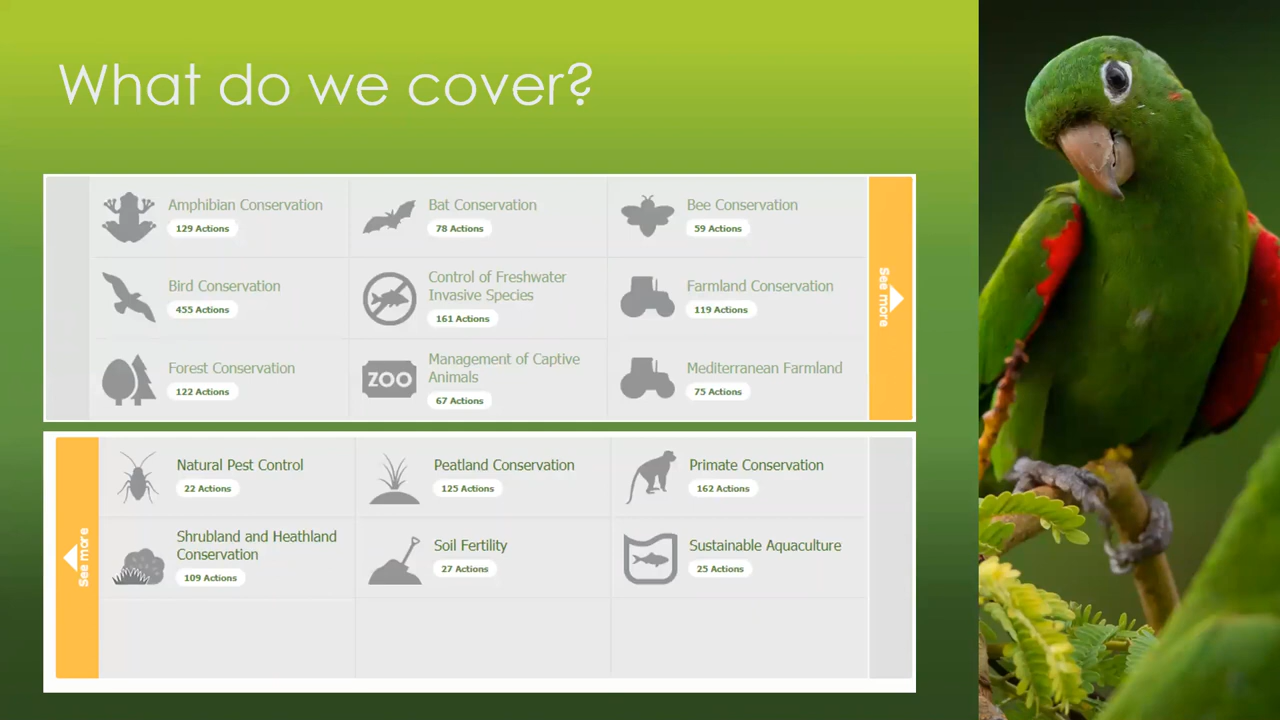 What do we cover?
Amphibian Conservation
129 Actions
Bat Conservation
78 Actions
Bee Conservation
59 Actions
Bird Conservation
455 Actions
Control of Freshwater
Invasive Species
161 Actions
Farmland Conservation
119 Actions
Forest Conservation
122 Actions
ZOO
Management of Captive
Animals
67 Actions
Mediterranean Farmland
75 Actions
See more
See more
Natural Pest Control
22 Actions
Peatland Conservation
125 Actions
Primate Conservation
162 Actions
Shrubland and Heathland
Conservation
109 Actions
Soil Fertility
27 Actions
Sustainable Aquaculture
25 Actions